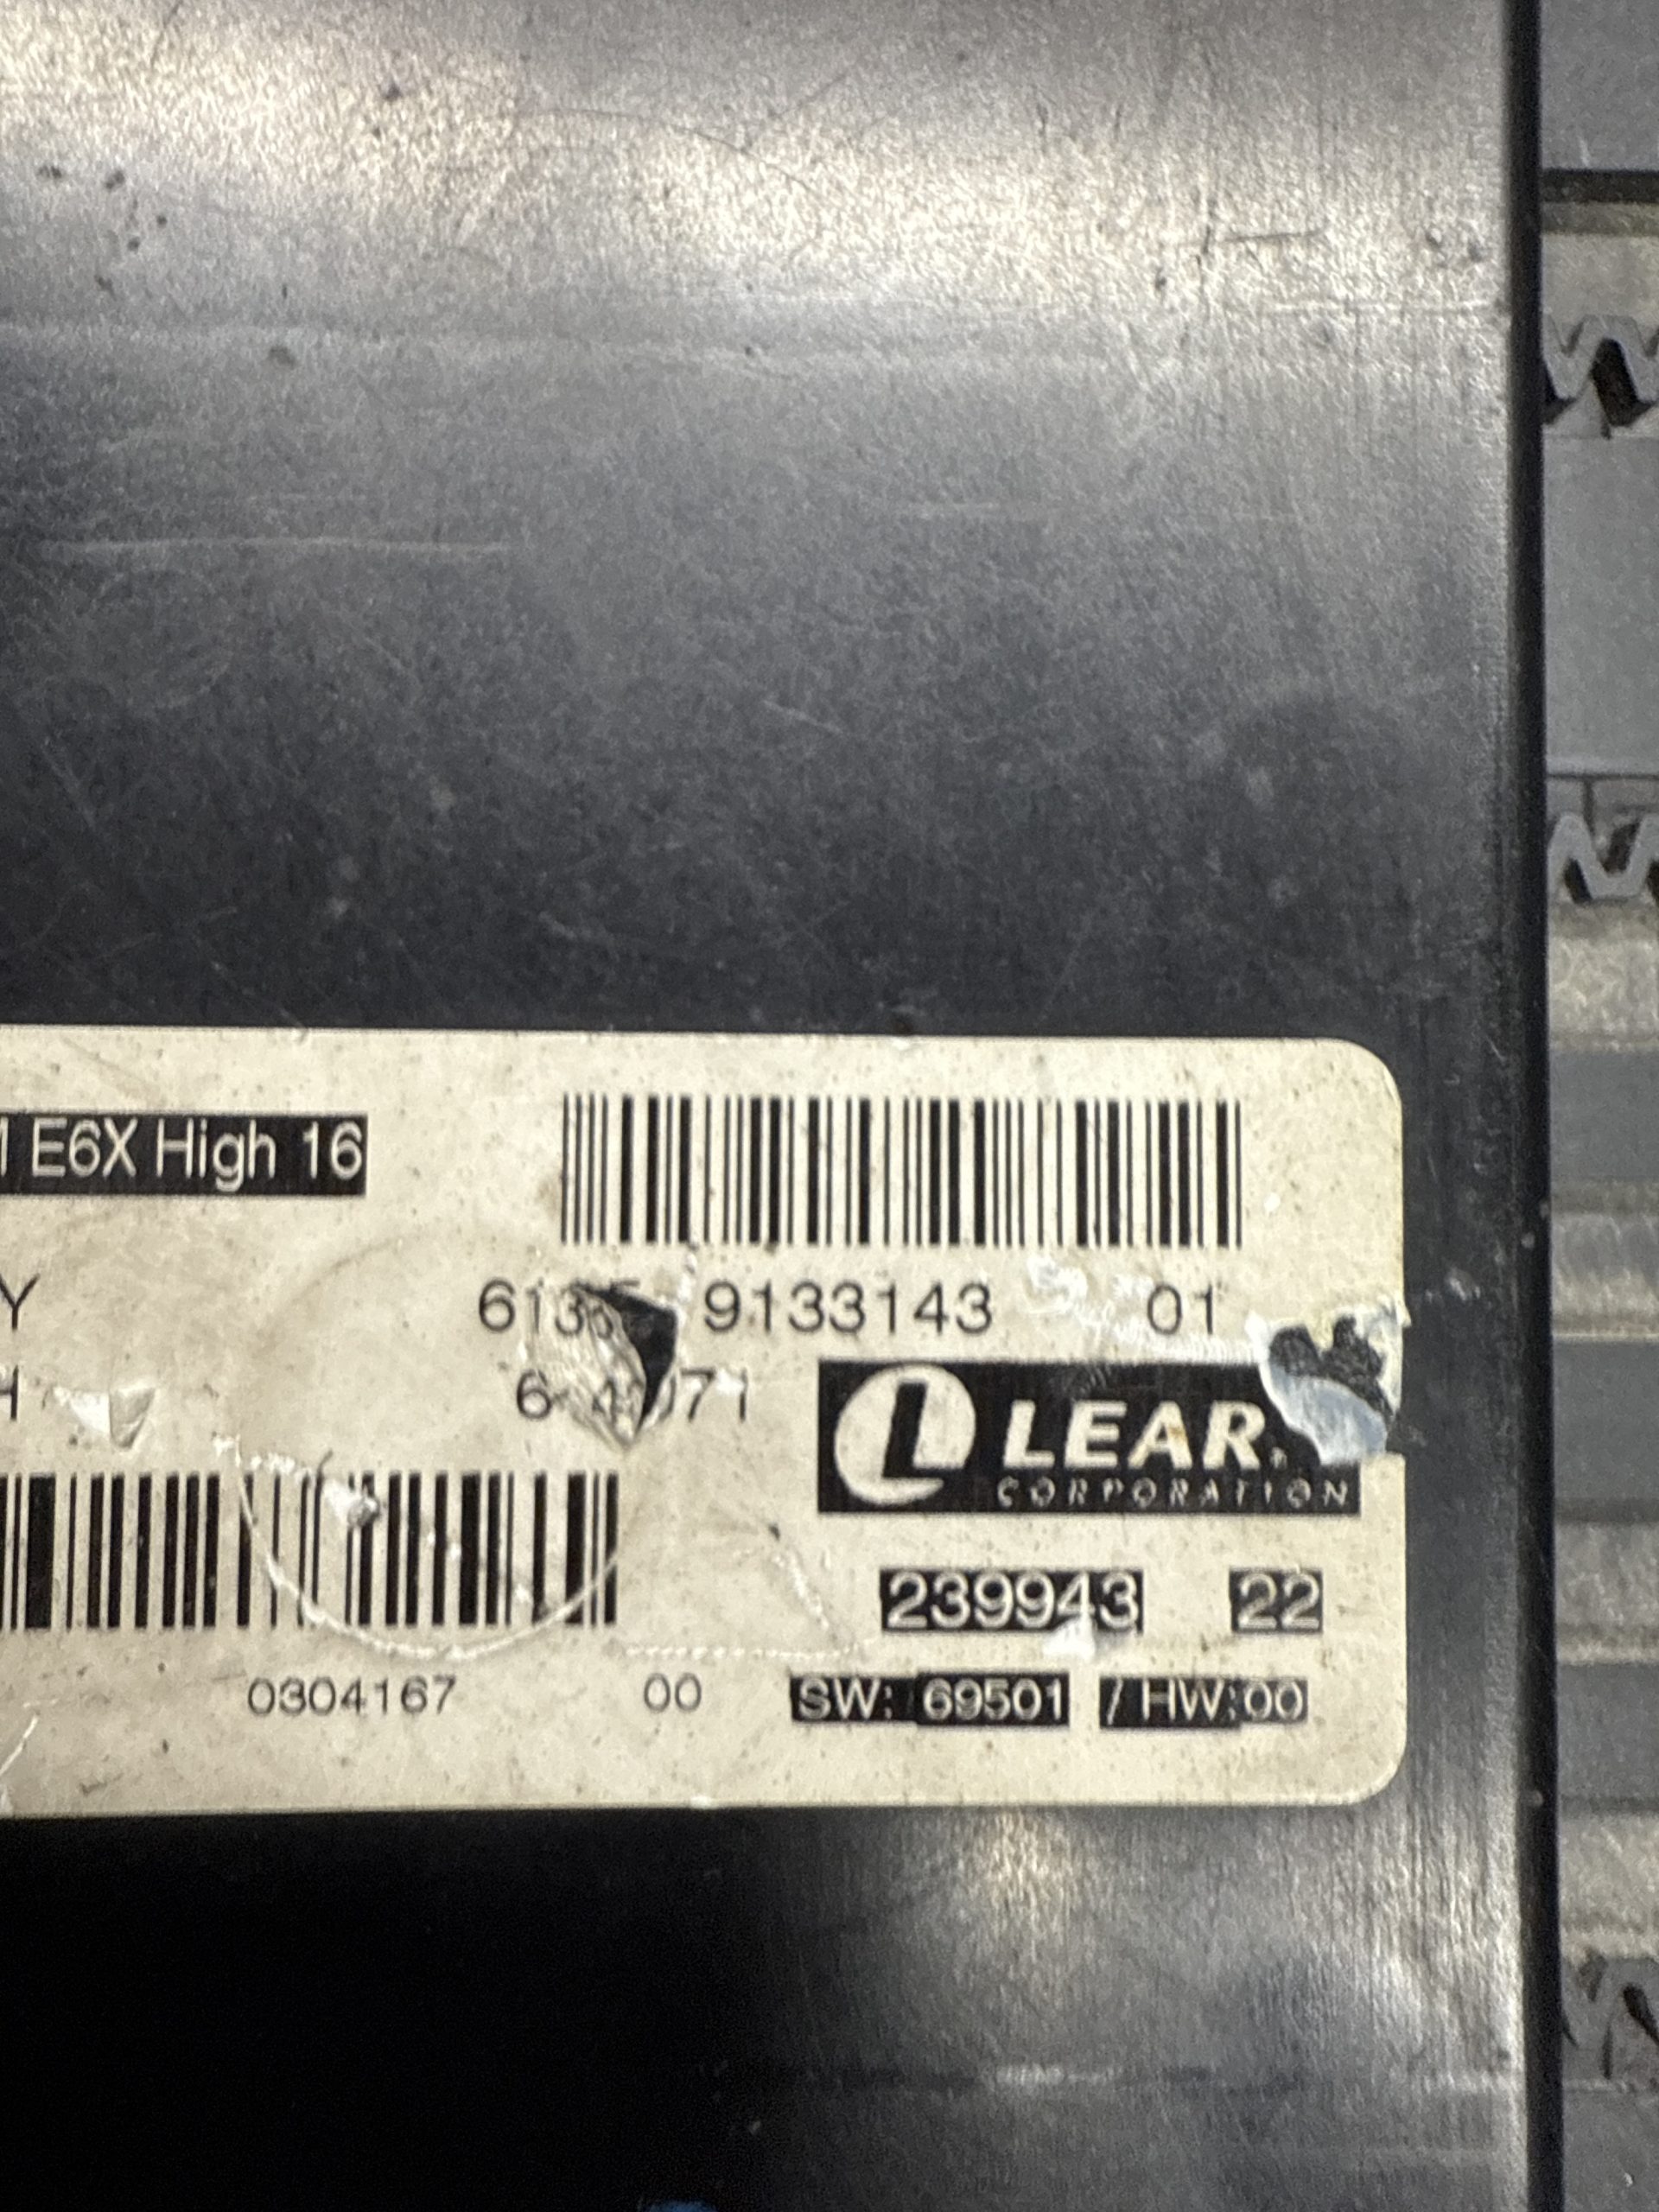 E6X High 16
9133143 01
LEAR
CORPORATION
239943 22
0304167 00 SW: 69501 / HW:00